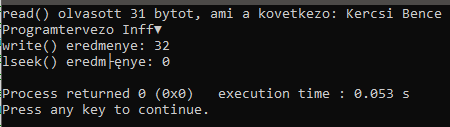 read() olvasott 31 bytot, ami a kovetkezo: Kercsi Bence
Programtervezo Inff▼
write() eredmenye: 32
lseek() eredm├ęnye: 0
Process returned 0 (0x0)   execution time : 0.053 s
Press any key to continue.